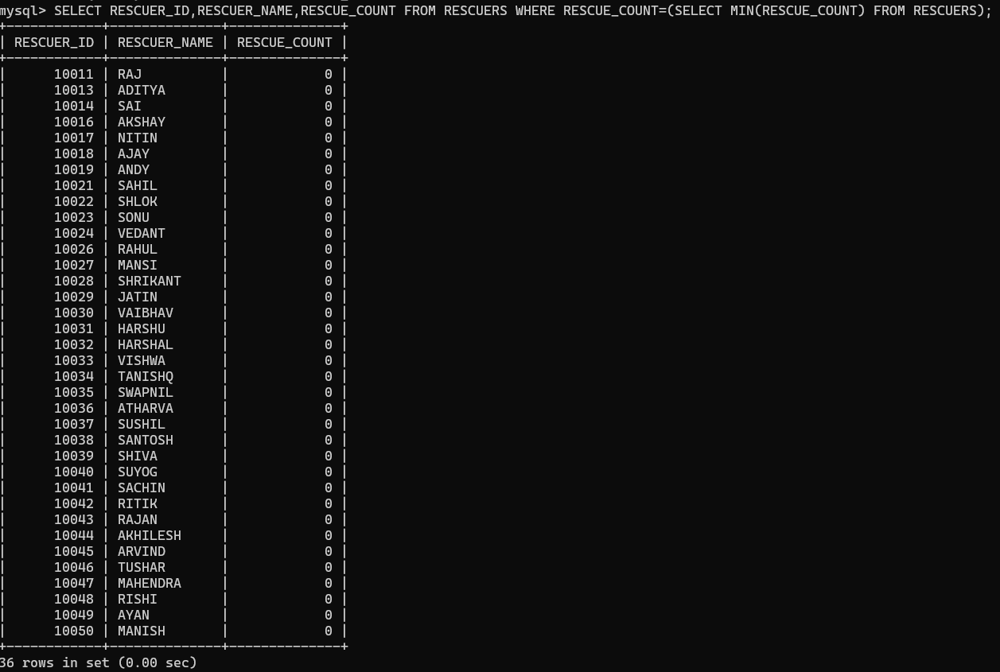 mysql> SELECT RESCUER_ID,RESCUER_NAME,RESCUE_COUNT FROM RESCUERS WHERE RESCUE_COUNT=(SELECT MIN(RESCUE_COUNT) FROM RESCUERS);
+------------+--------------+--------------+
| RESCUER_ID | RESCUER_NAME | RESCUE_COUNT |
+------------+--------------+--------------+
|      10011 | RAJ          |            0 |
|      10013 | ADITYA       |            0 |
|      10014 | SAI          |            0 |
|      10016 | AKSHAY       |            0 |
|      10017 | NITIN        |            0 |
|      10018 | AJAY         |            0 |
|      10019 | ANDY         |            0 |
|      10021 | SAHIL        |            0 |
|      10022 | SHLOK        |            0 |
|      10023 | SONU         |            0 |
|      10024 | VEDANT       |            0 |
|      10026 | RAHUL        |            0 |
|      10027 | MANSI        |            0 |
|      10028 | SHRIKANT     |            0 |
|      10029 | JATIN        |            0 |
|      10030 | VAIBHAV      |            0 |
|      10031 | HARSHU       |            0 |
|      10032 | HARSHAL      |            0 |
|      10033 | VISHWA       |            0 |
|      10034 | TANISHQ      |            0 |
|      10035 | SWAPNIL      |            0 |
|      10036 | ATHARVA      |            0 |
|      10037 | SUSHIL       |            0 |
|      10038 | SANTOSH      |            0 |
|      10039 | SHIVA        |            0 |
|      10040 | SUYOG        |            0 |
|      10041 | SACHIN       |            0 |
|      10042 | RITIK        |            0 |
|      10043 | RAJAN        |            0 |
|      10044 | AKHILESH     |            0 |
|      10045 | ARVIND       |            0 |
|      10046 | TUSHAR       |            0 |
|      10047 | MAHENDRA     |            0 |
|      10048 | RISHI        |            0 |
|      10049 | AYAN         |            0 |
|      10050 | MANISH       |            0 |
+------------+--------------+--------------+
36 rows in set (0.00 sec)